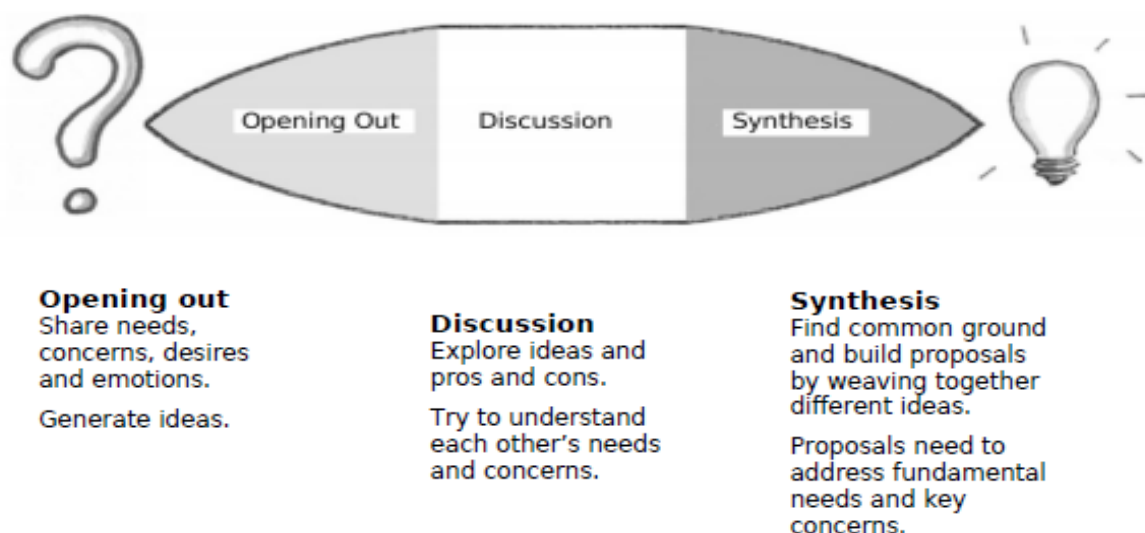 Opening Out
Discussion
Synthesis
Opening out
Share needs,
concerns, desires
and emotions.
Generate ideas.
Discussion
Explore ideas and
pros and cons.
Try to understand
each other's needs
and concerns.
Synthesis
Find common ground
and build proposals
by weaving together
different ideas.
Proposals need to
address fundamental
needs and key
concerns.